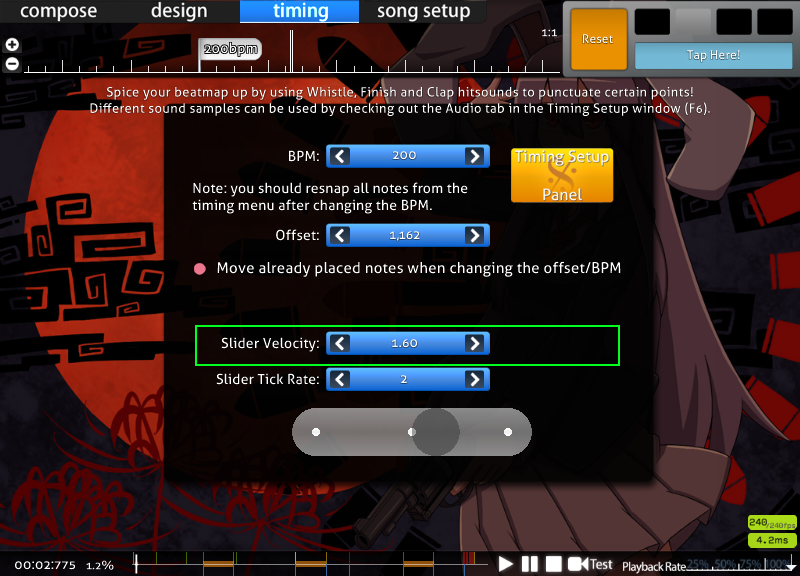 compose design timing song setup
200bpm
1:1
Reset
Tap Here!
Spice your beatmap up by using Whistle, Finish and Clap hitsounds to punctuate certain points!
Different sound samples can be used by checking out the Audio tab in the Timing Setup window (F6).
BPM: 200
Timing Setup
Panel
Note: you should resnap all notes from the
timing menu after changing the BPM.
Offset: 1,162
Move already placed notes when changing the offset/BPM
Slider Velocity: 1.60
Slider Tick Rate: 2
240/240fps
4.2ms
00:02:775 1.2% Test Playback Rate 25% 50% 75% 100%